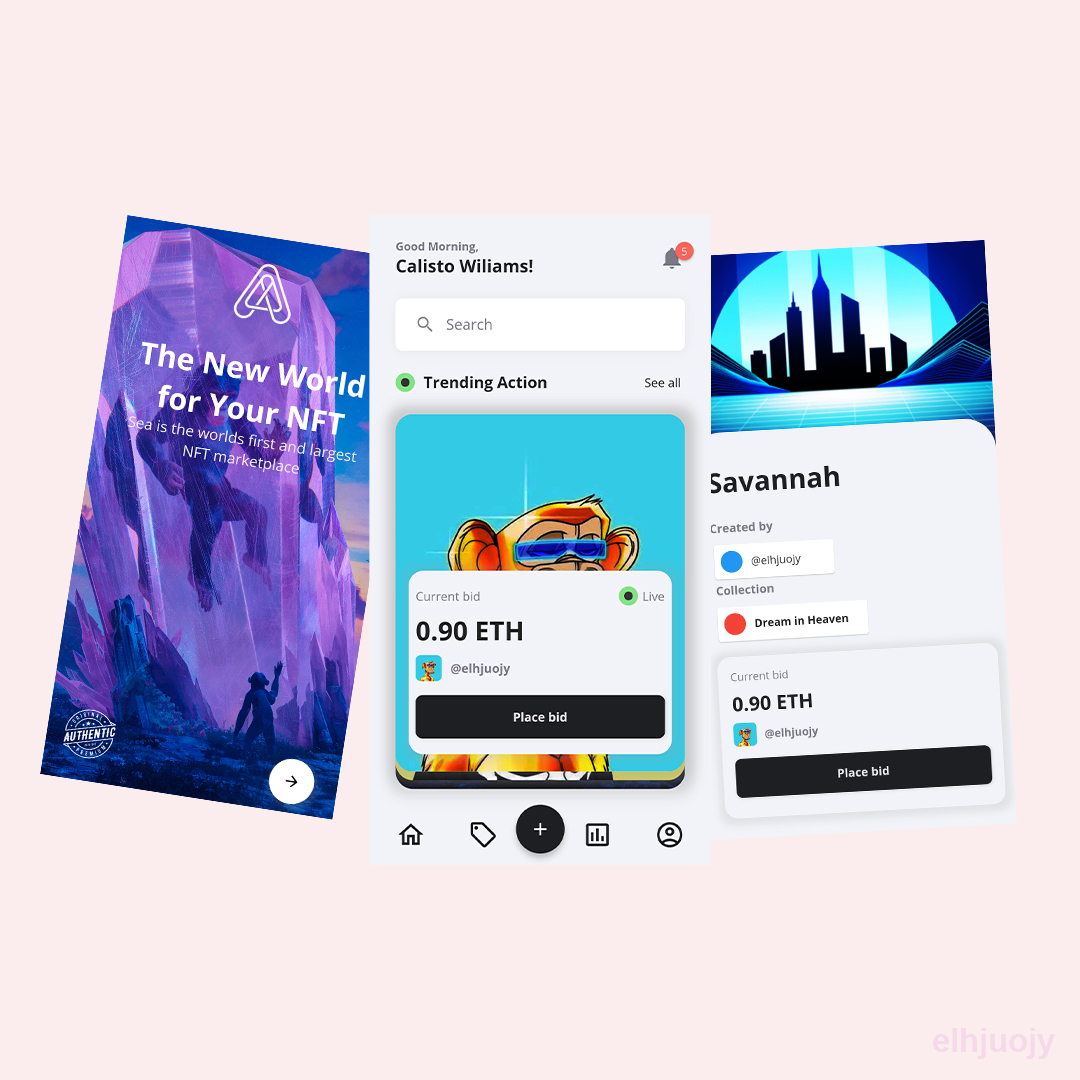 The New World
for Your NFT
Sea is the worlds first and largest
NFT marketplace
ORIGINAL
AUTHENTIC
PREMIUM
Good Morning,
Calisto Wiliams!
5
Search
Trending Action
See all
Current bid
Live
0.90 ETH
@elhjuojy
Place bid
Savannah
Created by
@elhjuojy
Collection
Dream in Heaven
Current bid
0.90 ETH
@elhjuojy
Place bid
elhjuojy